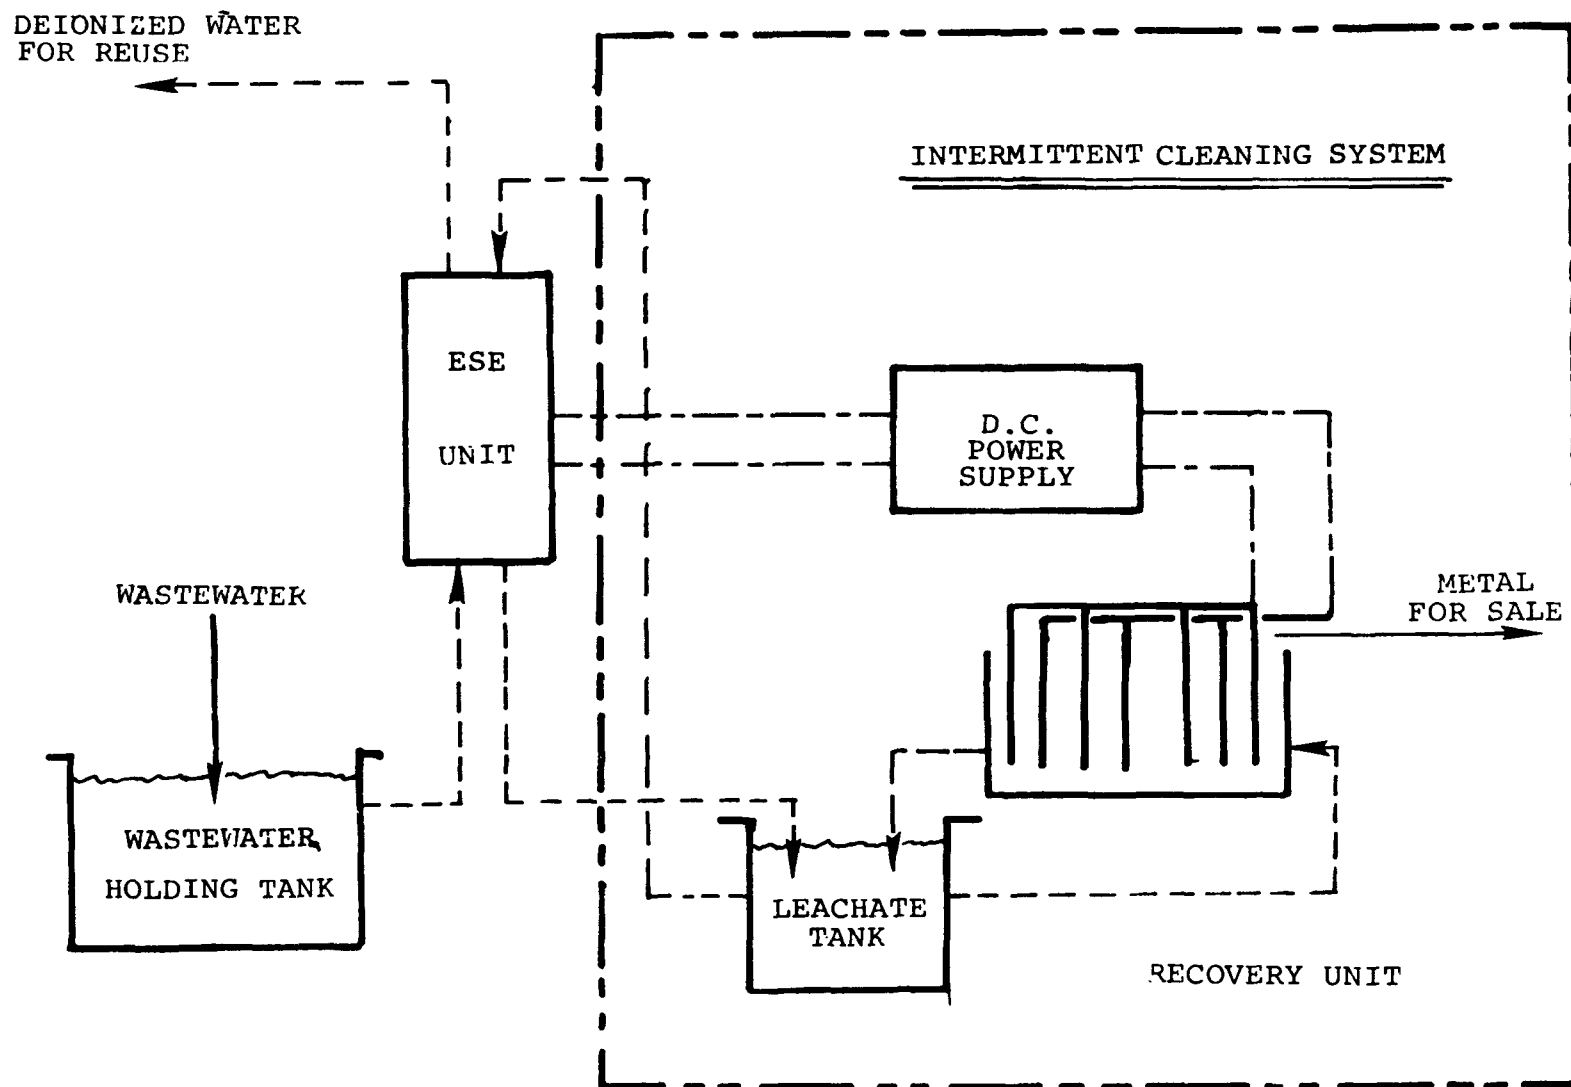 DEIONIZED WATER
FOR REUSE
INTERMITTENT CLEANING SYSTEM
ESE
UNIT
D.C.
POWER
SUPPLY
WASTEWATER
METAL
FOR SALE
WASTEWATER
HOLDING TANK
LEACHATE
TANK
RECOVERY UNIT